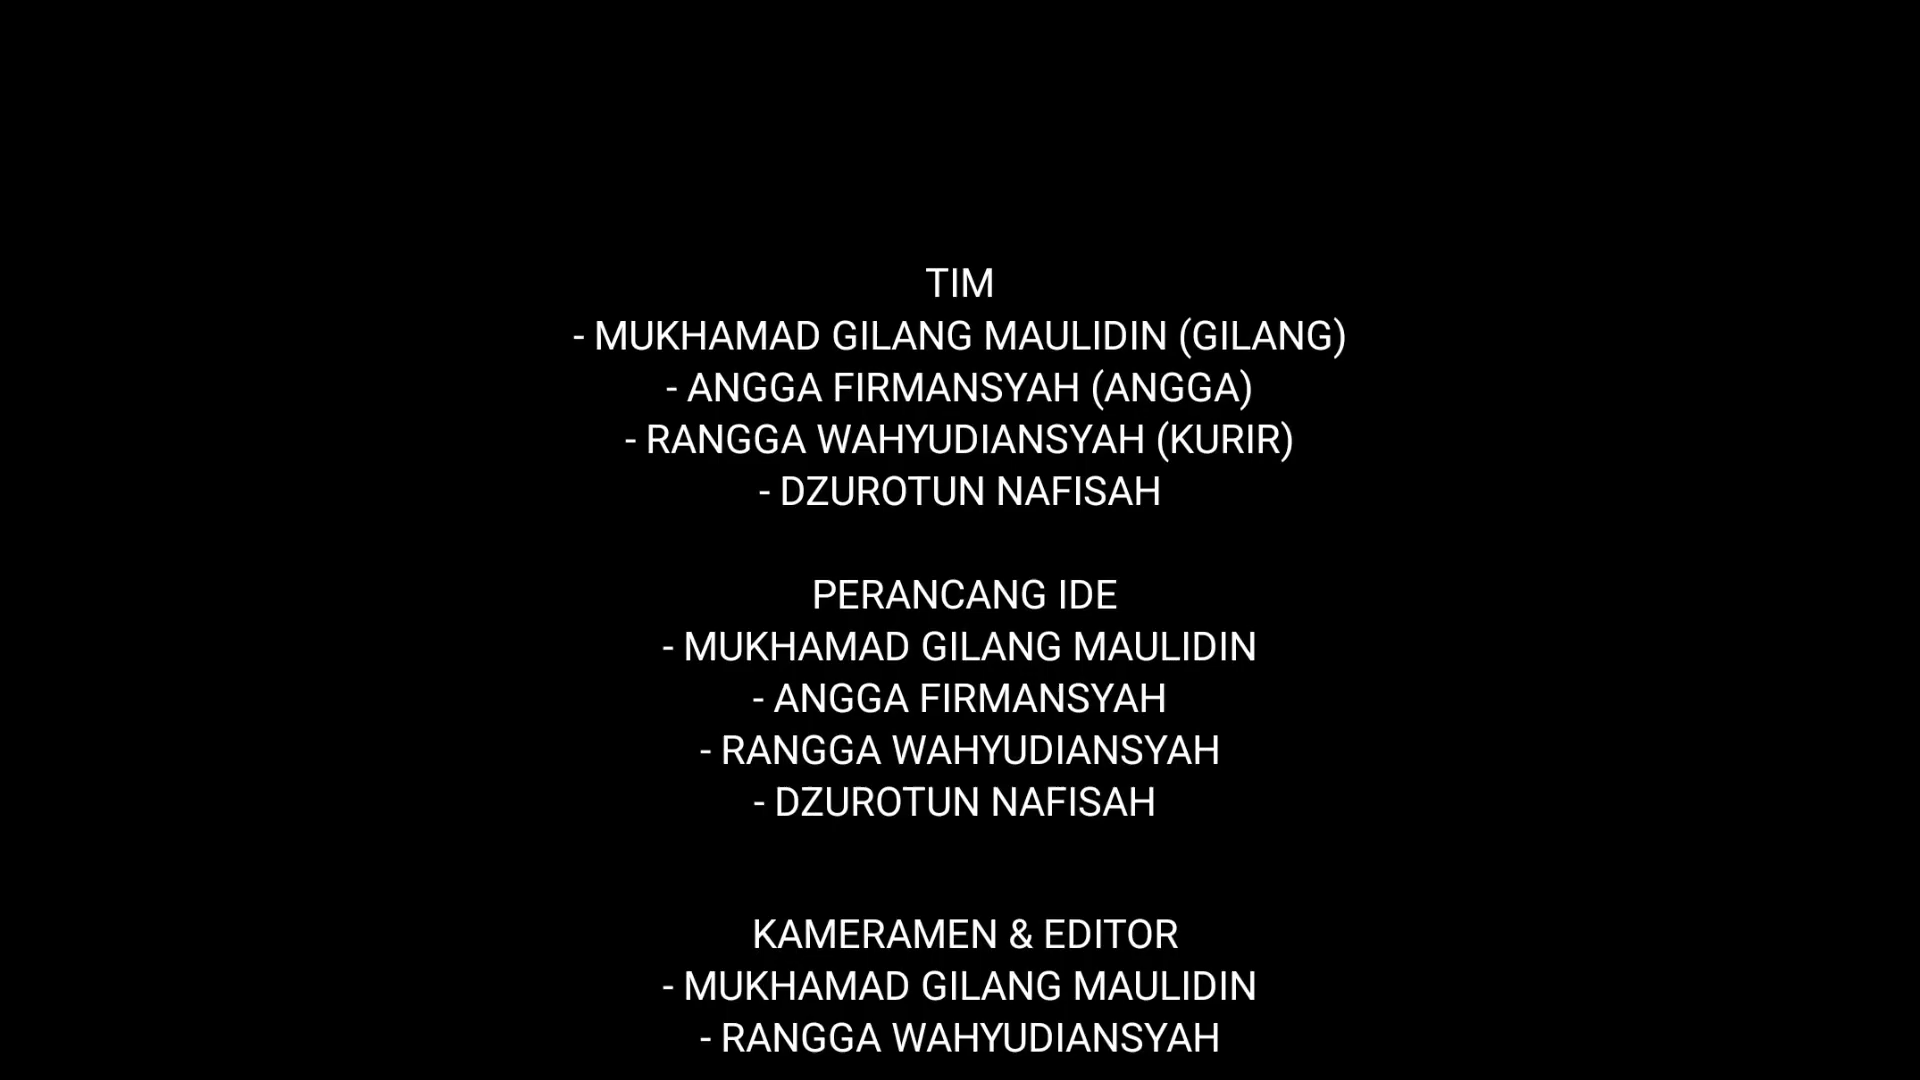 TIM
- MUKHAMAD GILANG MAULIDIN (GILANG)
- ANGGA FIRMANSYAH (ANGGA)
- RANGGA WAHYUDIANSYAH (KURIR)
- DZUROTUN NAFISAH
PERANCANG IDE
- MUKHAMAD GILANG MAULIDIN
- ANGGA FIRMANSYAH
- RANGGA WAHYUDIANSYAH
- DZUROTUN NAFISAH
KAMERAMEN & EDITOR
- MUKHAMAD GILANG MAULIDIN
- RANGGA WAHYUDIANSYAH